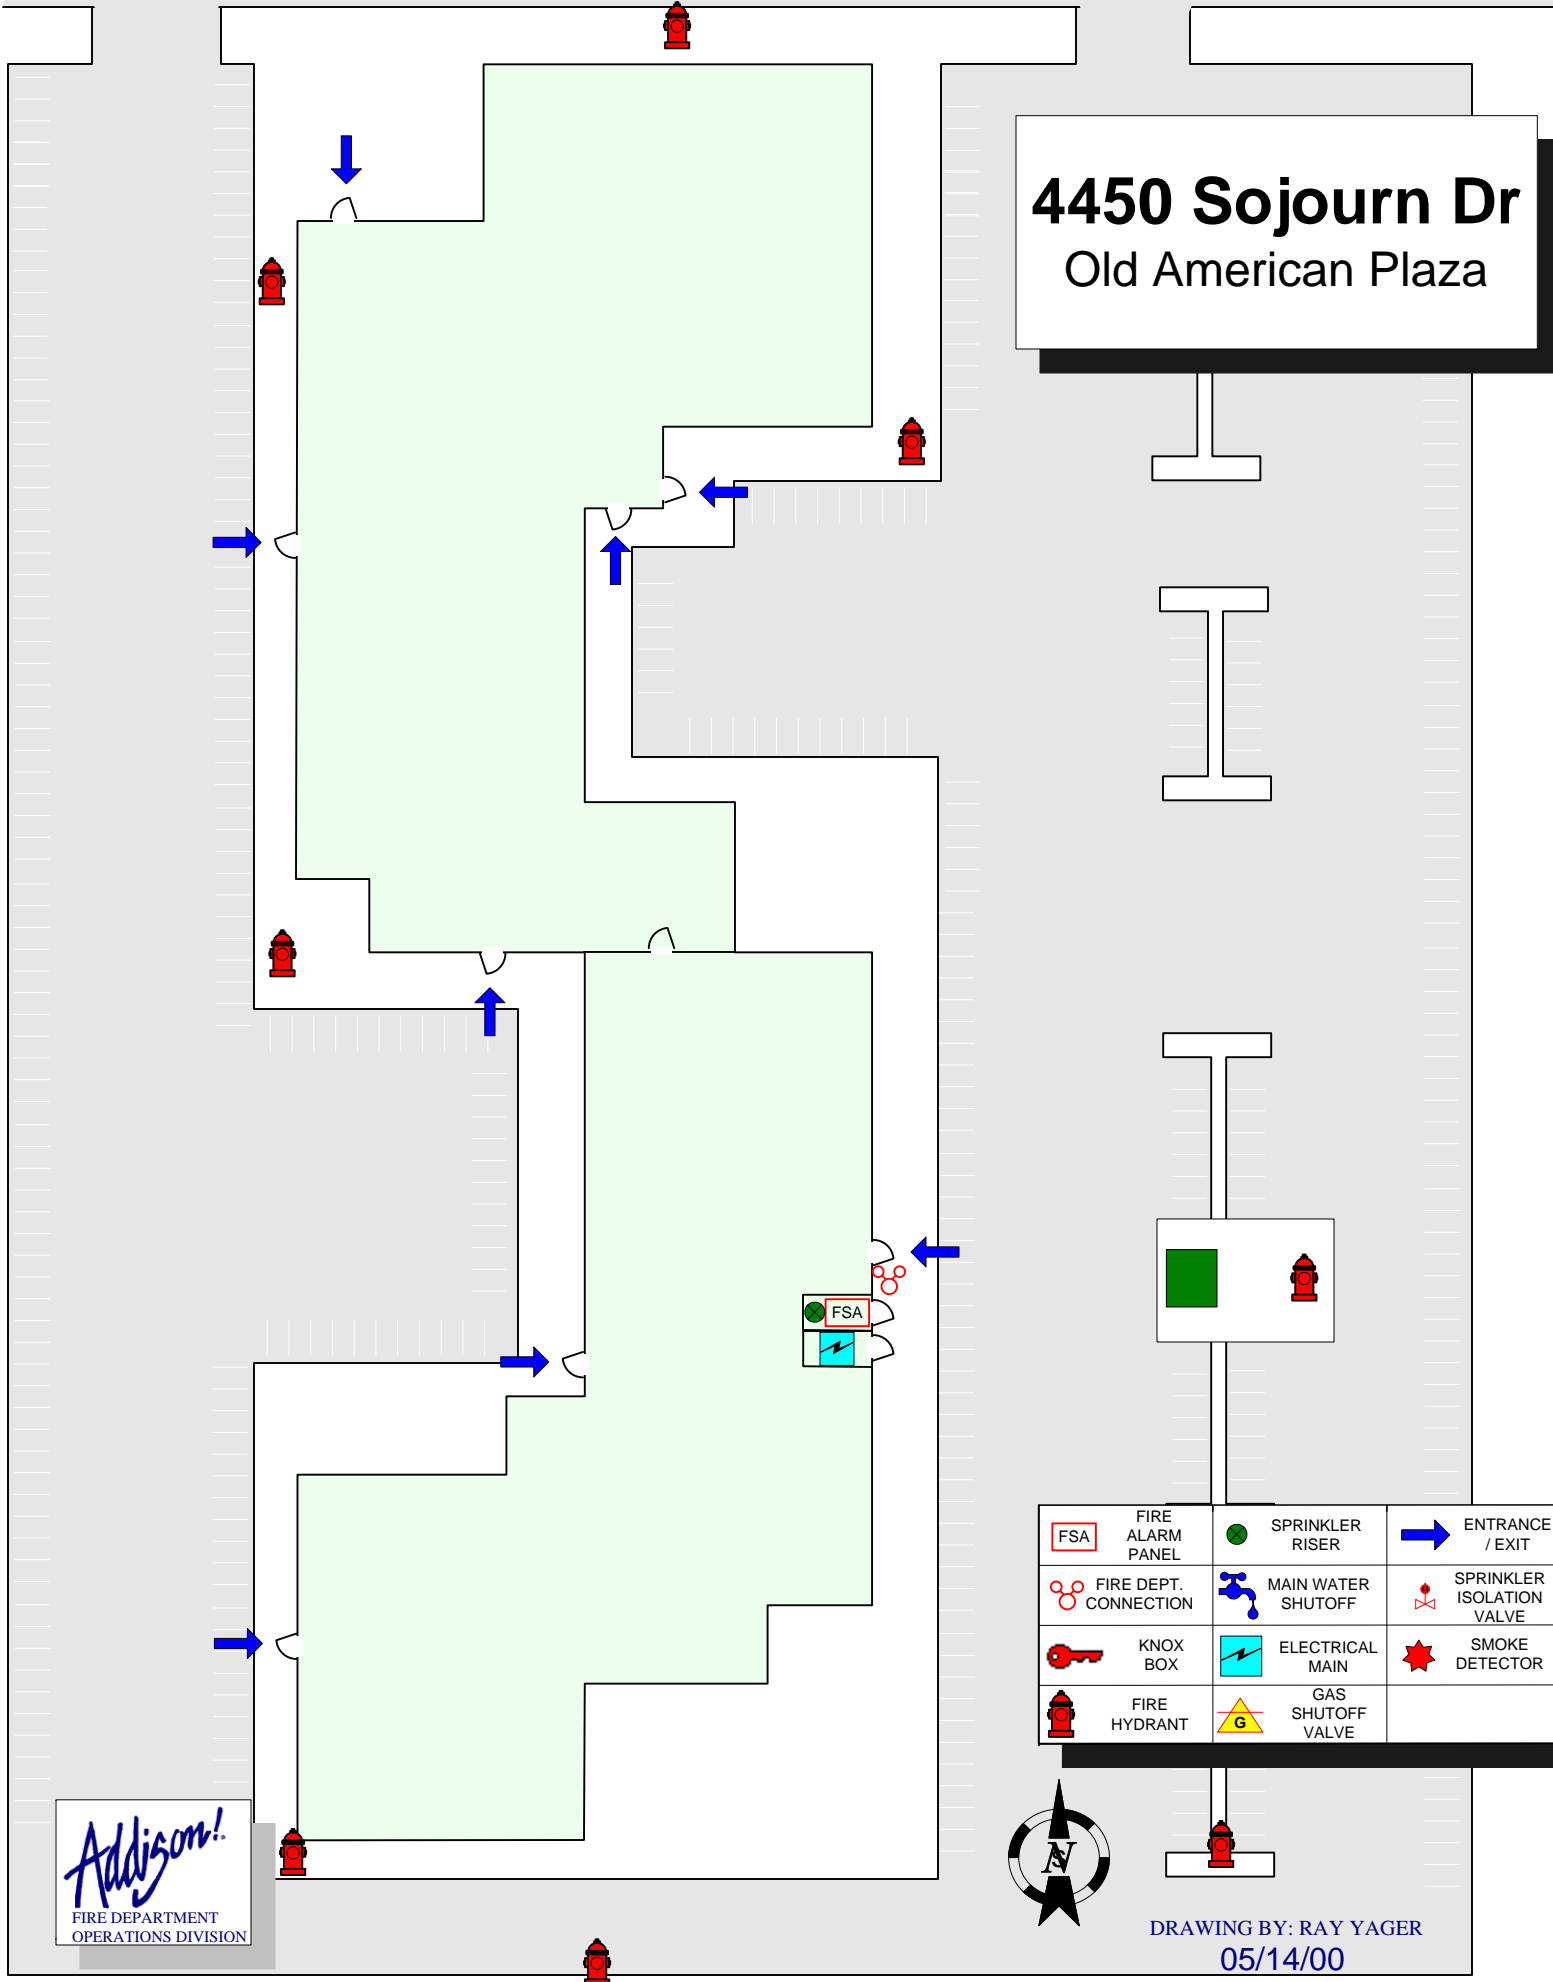 4450 Sojourn Dr
Old American Plaza
FSA
FSA
FIRE
ALARM
PANEL
SPRINKLER
RISER
ENTRANCE
/ EXIT
FIRE DEPT.
CONNECTION
MAIN WATER
SHUTOFF
SPRINKLER
ISOLATION
VALVE
KNOX
BOX
ELECTRICAL
MAIN
SMOKE
DETECTOR
FIRE
HYDRANT
G
GAS
SHUTOFF
VALVE
Addison!
FIRE DEPARTMENT
OPERATIONS DIVISION
N
S
DRAWING BY: RAY YAGER
05/14/00